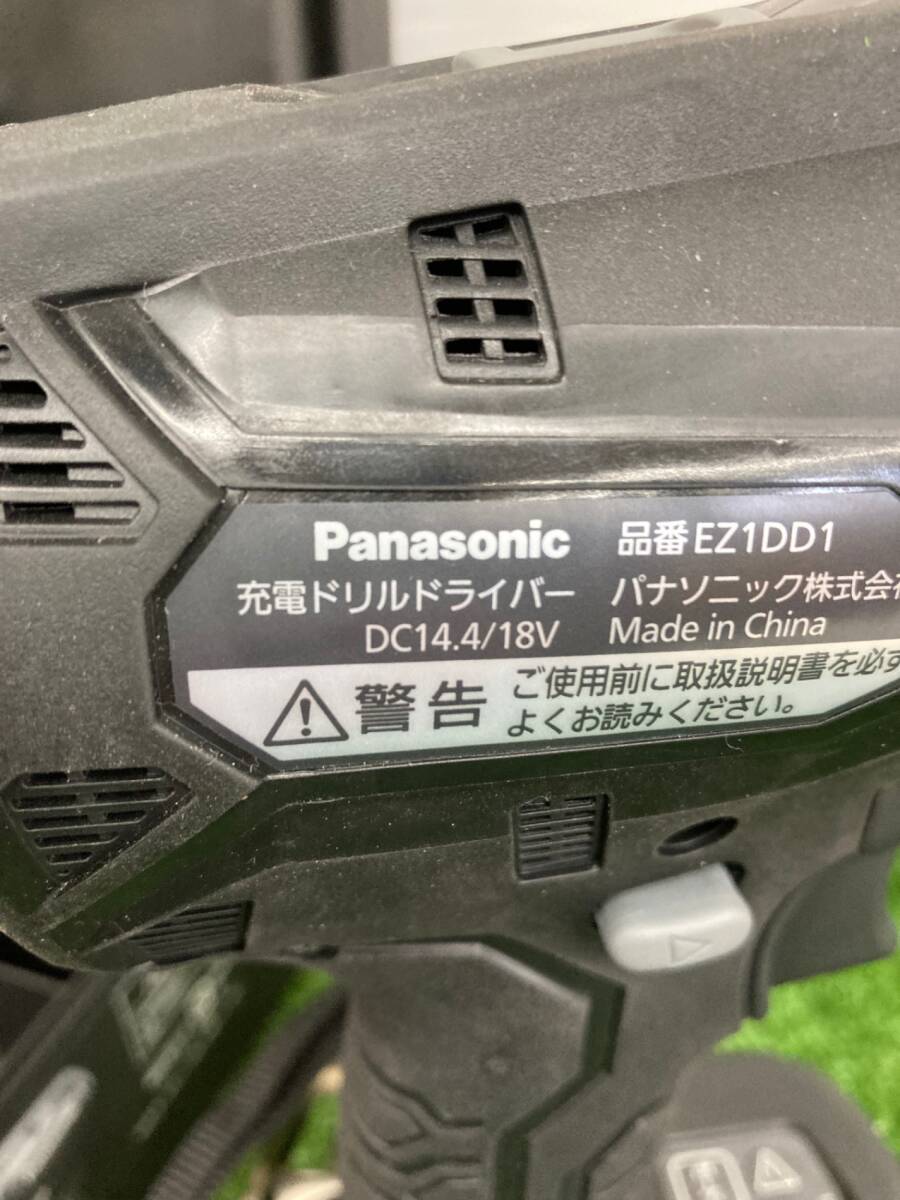 Panasonic 品番 EZ1DD1
充電ドリルドライバー パナソニック株式会社
DC14.4/18V Made in China
警告 ご使用前に取扱説明書を必ず
よくお読みください。